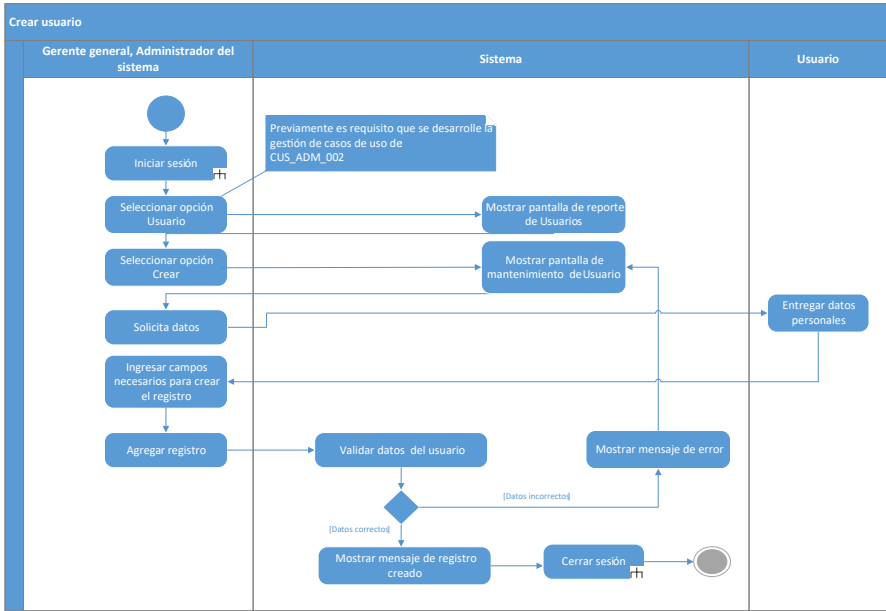 Crear usuario
Gerente general, Administrador del
sistema
Sistema
Usuario
Previamente es requisito que se desarrolle la
gestión de casos de uso de
CUS_ADM_002
Iniciar sesión
Seleccionar opción
Usuario
Mostrar pantalla de reporte
de Usuarios
Seleccionar opción
Crear
Mostrar pantalla de
mantenimiento de Usuario
Solicita datos
Entregar datos
personales
Ingresar campos
necesarios para crear
el registro
Agregar registro
Validar datos del usuario
Mostrar mensaje de error
[Datos incorrectos]
[Datos correctos]
Mostrar mensaje de registro
creado
Cerrar sesión